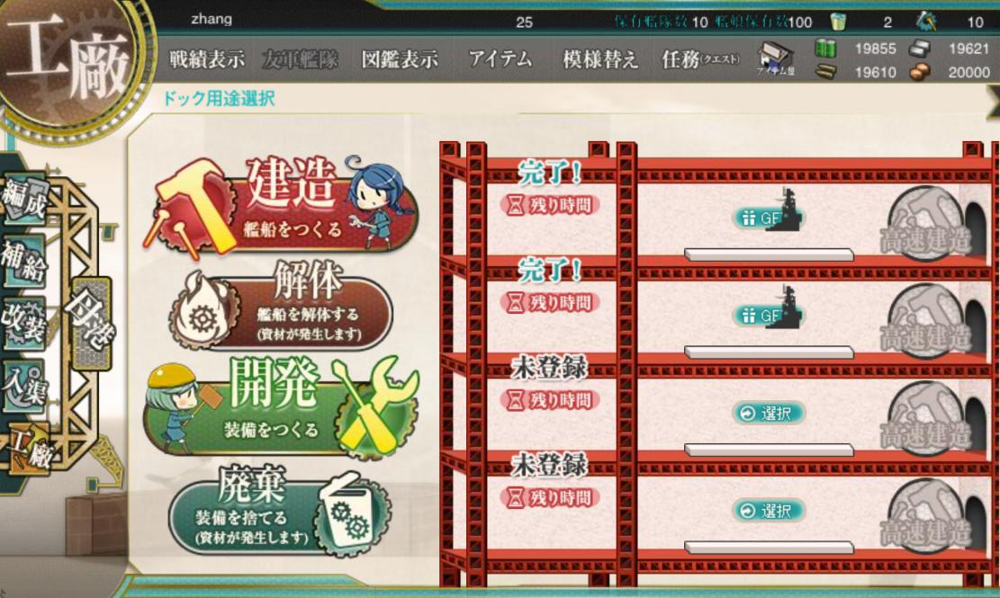 工廠
zhang
25
保有艦隊数 10 艦娘保有数100
2
10
戦績表示 友軍艦隊 図鑑表示 アイテム 模様替え 任務(クエスト)
アイテム屋
19855 19621
19610 20000
ドック用途選択
編成
補給
改装
入渠
工廠
母港
建造
艦船をつくる
解体
艦船を解体する
(資材が発生します)
開発
装備をつくる
廃棄
装備を捨てる
(資材が発生します)
完了!
残り時間
GE
高速建造
完了!
残り時間
GE
高速建造
未登録
残り時間
選択
高速建造
未登録
残り時間
選択
高速建造